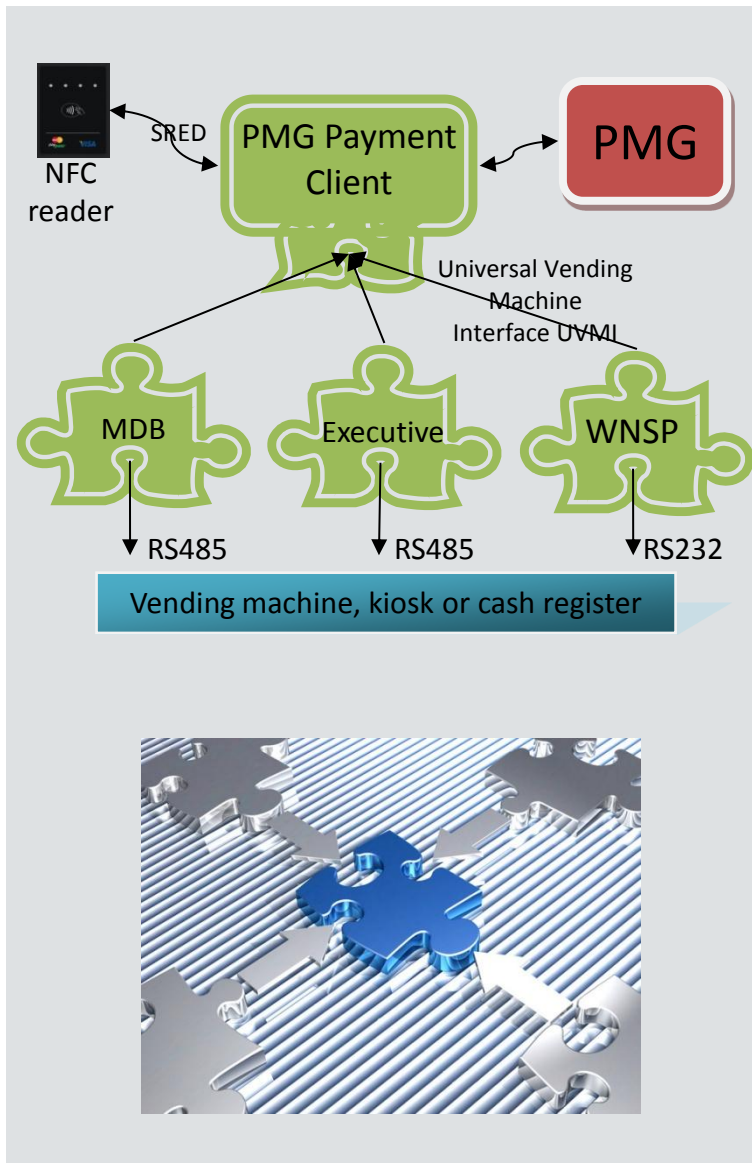 SRED
PMG Payment
Client
PMG
NFC
reader
VISA
Universal Vending
Machine
Interface UVMI
MDB
Executive
WNSP
RS485
RS485
RS232
Vending machine, kiosk or cash register